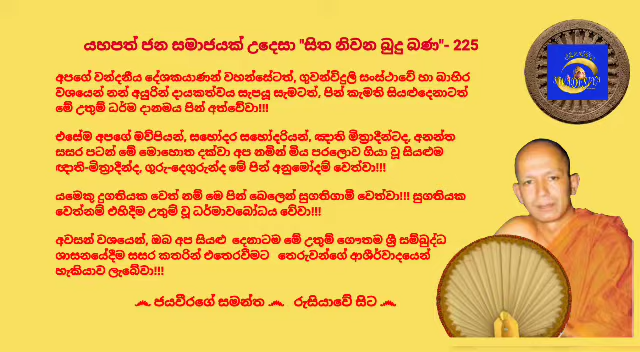 යහපත් ජන සමාජයක් උදෙසා "සිත නිවන බුදු බණ"- 225
අපගේ වන්දනීය දේශකයාණන් වහන්සේටත්, ගුවන්විදුලි සංස්ථාවේ හා බාහිර
වශයෙන් නන් අයුරින් දායකත්වය සැපයූ සැමටත්, පින් කැමති සියළුදෙනාටත්
මේ උතුම් ධර්ම දානමය පින් අත්වේවා!!!
එසේම අපගේ මව්පියන්, සහෝදර සහෝදරියන්, ඤාති මිත්‍රාදීන්ටද, අනන්ත
සසර පටන් මේ මොහොත දක්වා අප නමින් මිය පරලොව ගියා වූ සියළුම
ඤාති-මිත්‍රාදීන්ද, ගුරු-දෙගුරුන්ද මේ පින් අනුමෝදම් වෙත්වා!!!
යමෙකු දුගතියක වෙත් නම් මෙ පින් බෙලෙන් සුගතිගාමී වෙත්වා!!! සුගතියක
වෙත්නම් එහිදීම උතුම් වූ ධර්මාවබෝධය වේවා!!!
අවසන් වශයෙන්, ඔබ අප සියළු දෙනාටම මේ උතුම් ගෞතම ශ්‍රී සම්බුද්ධ
ශාසනයේදීම සසර කතරින් එතෙරවීමට තෙරුවන්ගේ ආශීර්වාදයෙන්
හැකියාව ලැබේවා!!!
ජයවීරගේ සමන්ත රුසියාවේ සිට